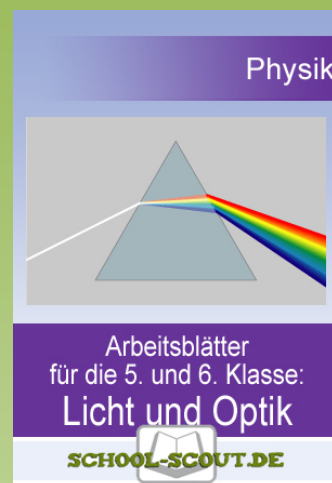 Physik
Arbeitsblätter
für die 5. und 6. Klasse:
Licht und Optik
SCHOOL-SCOUT.DE